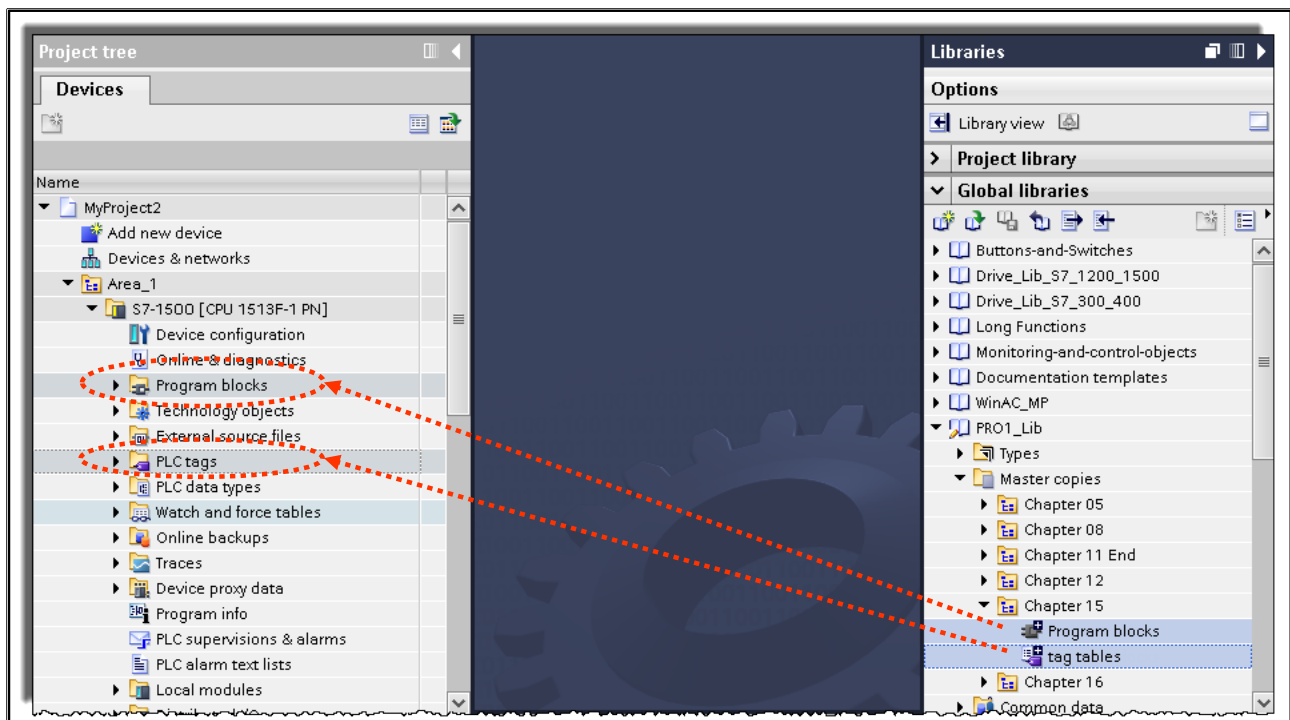 Project tree
Devices
Name
MyProject2
Add new device
Devices & networks
Area_1
S7-1500 [CPU 1513F-1 PN]
Device configuration
Online & diagnostics
Program blocks
Technology objects
External source files
PLC tags
PLC data types
Watch and force tables
Online backups
Traces
Device proxy data
Program info
PLC supervisions & alarms
PLC alarm text lists
Local modules
Libraries
Options
Library view
Project library
Global libraries
Buttons-and-Switches
Drive_Lib_S7_1200_1500
Drive_Lib_S7_300_400
Long Functions
Monitoring-and-control-objects
Documentation templates
WinAC_MP
PRO1_Lib
Types
Master copies
Chapter 05
Chapter 08
Chapter 11 End
Chapter 12
Chapter 15
Program blocks
tag tables
Chapter 16
Common data